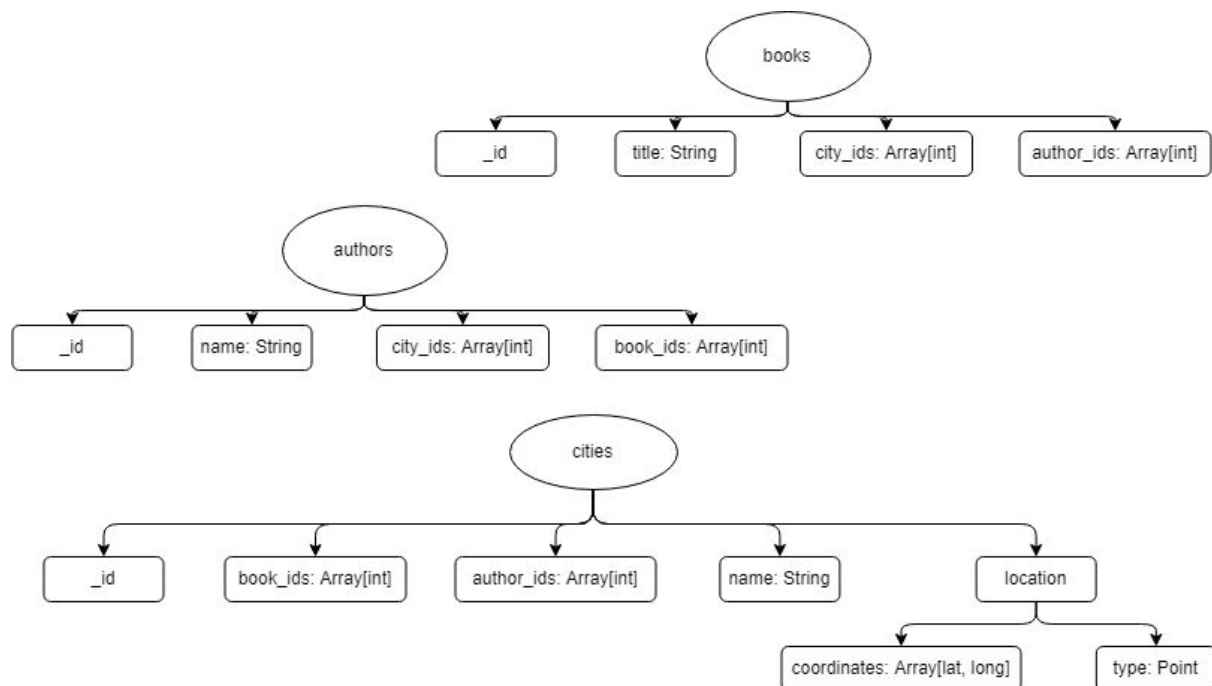 books
_id
title: String
city_ids: Array[int]
author_ids: Array[int]
authors
_id
name: String
city_ids: Array[int]
book_ids: Array[int]
cities
_id
book_ids: Array[int]
author_ids: Array[int]
name: String
location
coordinates: Array[lat, long]
type: Point